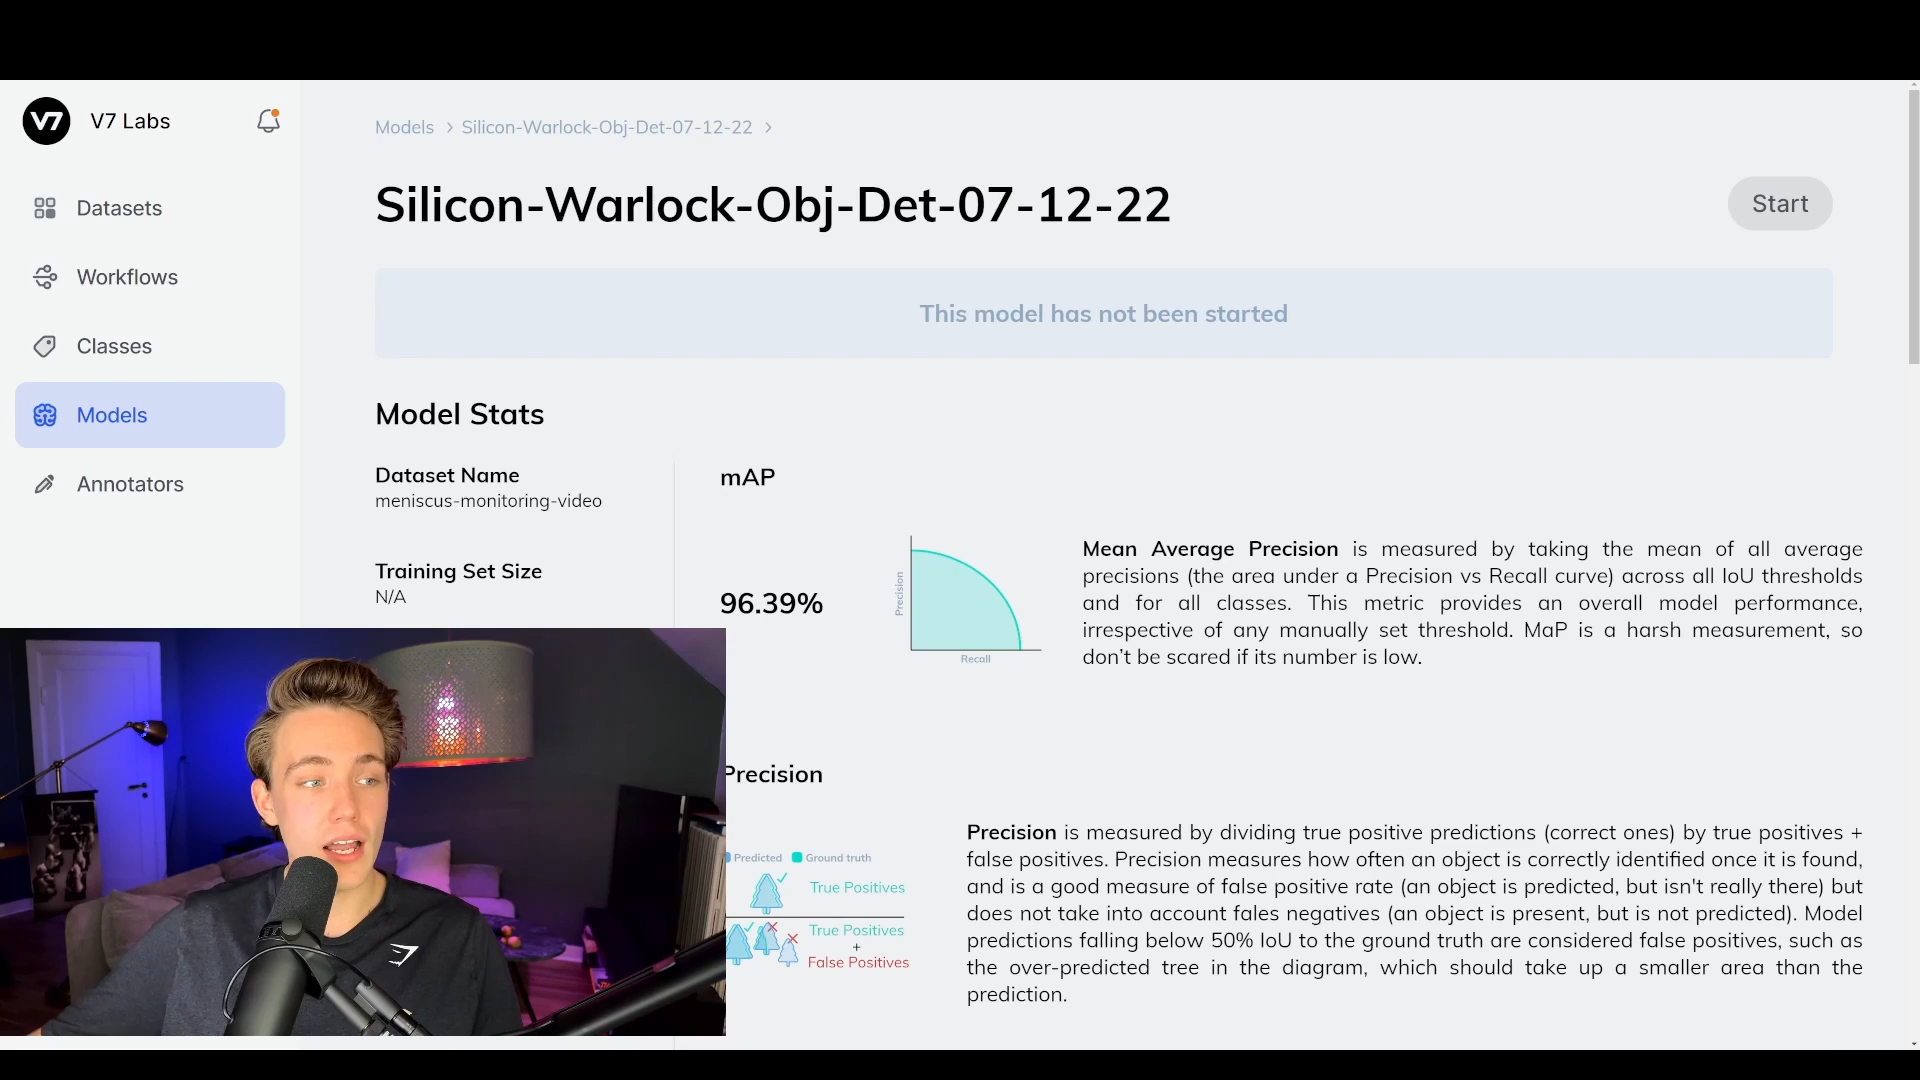 V7 V7 Labs
Datasets
Workflows
Classes
Models
Annotators
Models > Silicon-Warlock-Obj-Det-07-12-22 >
Silicon-Warlock-Obj-Det-07-12-22
Start
This model has not been started
Model Stats
Dataset Name
meniscus-monitoring-video
Training Set Size
N/A
mAP
96.39%
Precision
Recall
Mean Average Precision is measured by taking the mean of all average
precisions (the area under a Precision vs Recall curve) across all IoU thresholds
and for all classes. This metric provides an overall model performance,
irrespective of any manually set threshold. MaP is a harsh measurement, so
don’t be scared if its number is low.
Precision
Predicted Ground truth
True Positives
True Positives
+
False Positives
Precision is measured by dividing true positive predictions (correct ones) by true positives +
false positives. Precision measures how often an object is correctly identified once it is found,
and is a good measure of false positive rate (an object is predicted, but isn't really there) but
does not take into account fales negatives (an object is present, but is not predicted). Model
predictions falling below 50% IoU to the ground truth are considered false positives, such as
the over-predicted tree in the diagram, which should take up a smaller area than the
prediction.